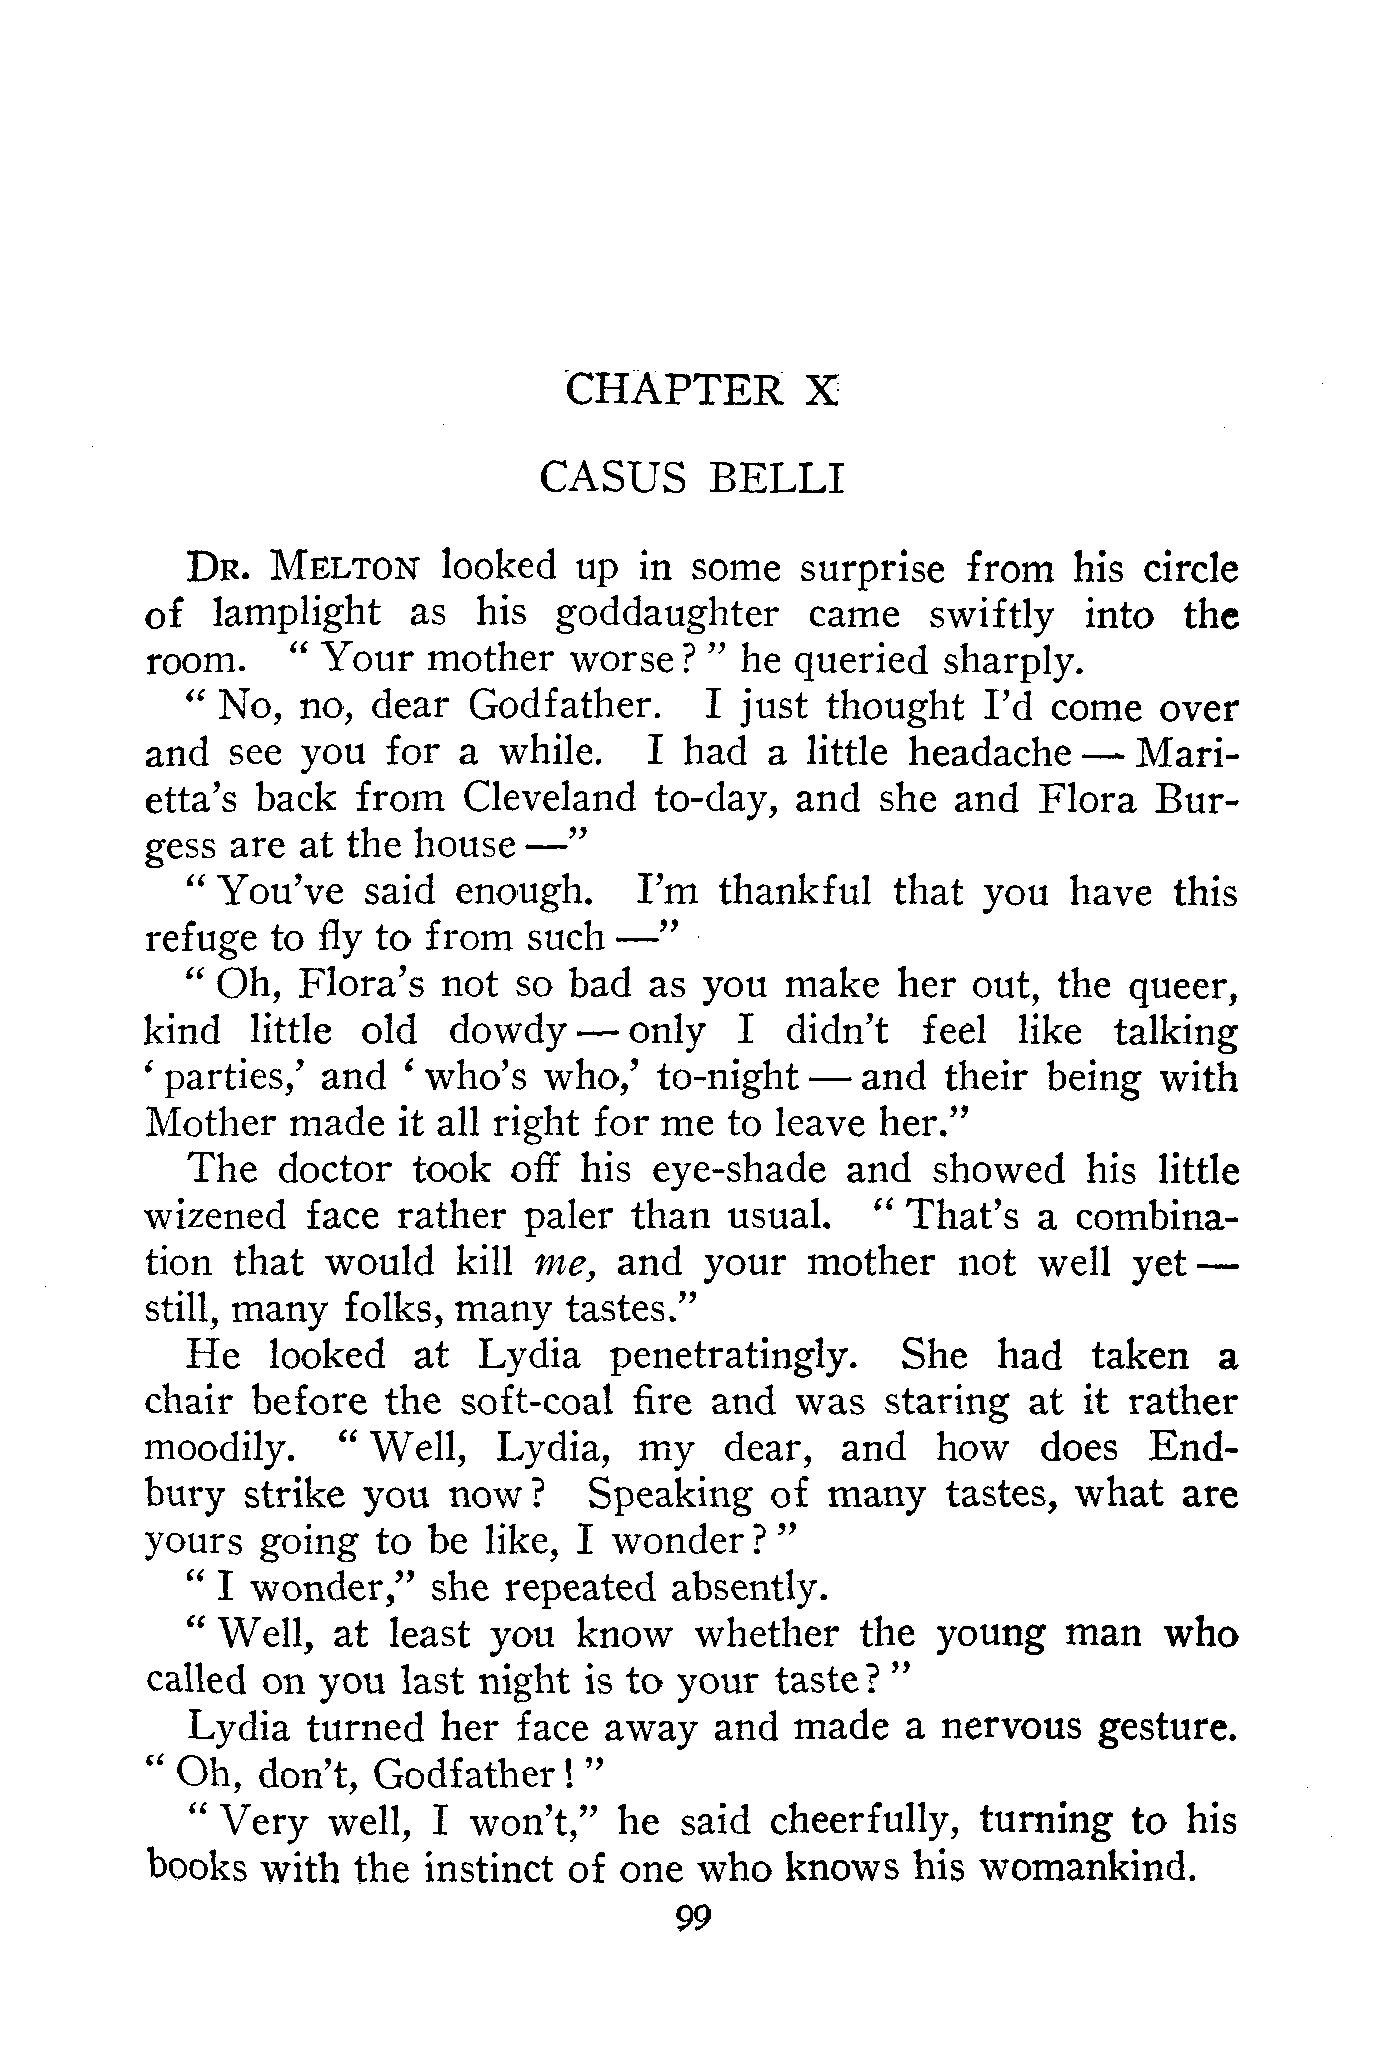 CHAPTER X
CASUS BELLI
DR. MELTON looked up in some surprise from his circle
of lamplight as his goddaughter came swiftly into the
room. “ Your mother worse? ” he queried sharply.
“ No, no, dear Godfather. I just thought I’d come over
and see you for a while. I had a little headache — Mari-
etta’s back from Cleveland to-day, and she and Flora Bur-
gess are at the house —”
“ You’ve said enough. I’m thankful that you have this
refuge to fly to from such —”
“ Oh, Flora’s not so bad as you make her out, the queer,
kind little old dowdy — only I didn’t feel like talking
‘ parties,’ and ‘ who’s who,’ to-night — and their being with
Mother made it all right for me to leave her.”
The doctor took off his eye-shade and showed his little
wizened face rather paler than usual. “ That’s a combina-
tion that would kill me, and your mother not well yet —
still, many folks, many tastes.”
He looked at Lydia penetratingly. She had taken a
chair before the soft-coal fire and was staring at it rather
moodily. “ Well, Lydia, my dear, and how does End-
bury strike you now? Speaking of many tastes, what are
yours going to be like, I wonder? ”
“ I wonder,” she repeated absently.
“ Well, at least you know whether the young man who
called on you last night is to your taste? ”
Lydia turned her face away and made a nervous gesture.
“ Oh, don’t, Godfather! ”
“ Very well, I won’t,” he said cheerfully, turning to his
books with the instinct of one who knows his womankind.
99